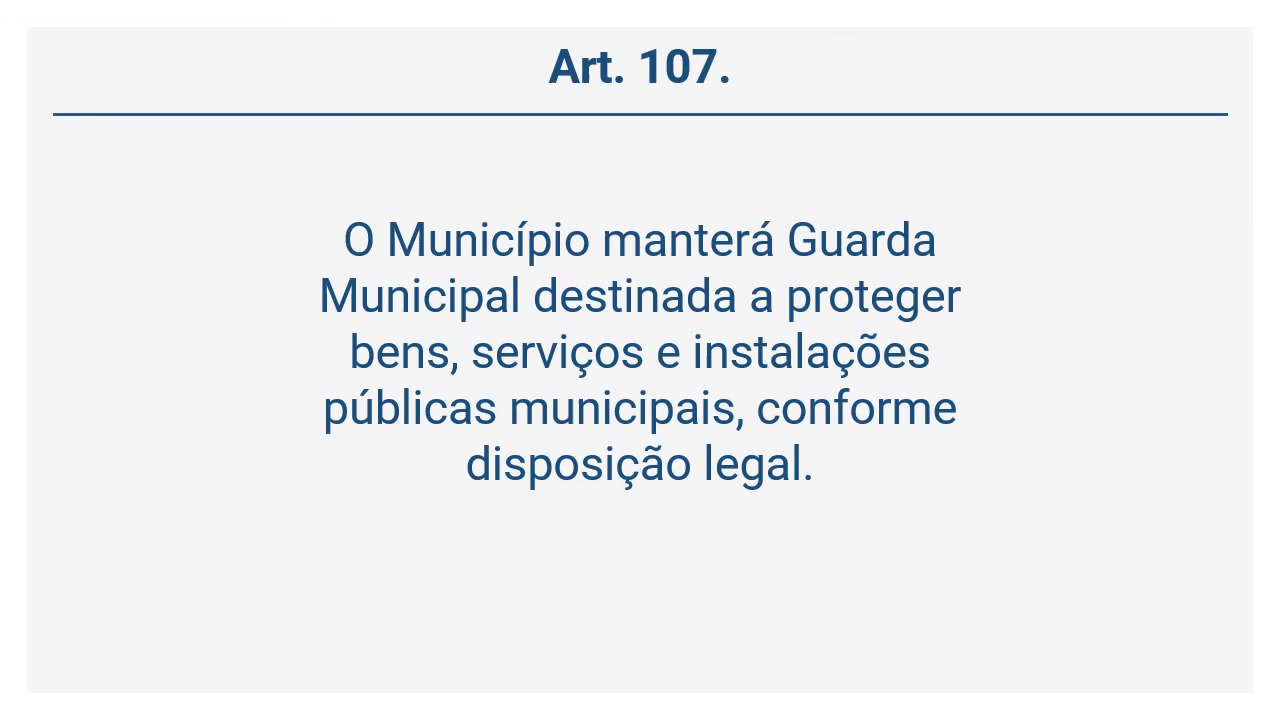 Art. 107.
O Município manterá Guarda
Municipal destinada a proteger
bens, serviços e instalações
públicas municipais, conforme
disposição legal.